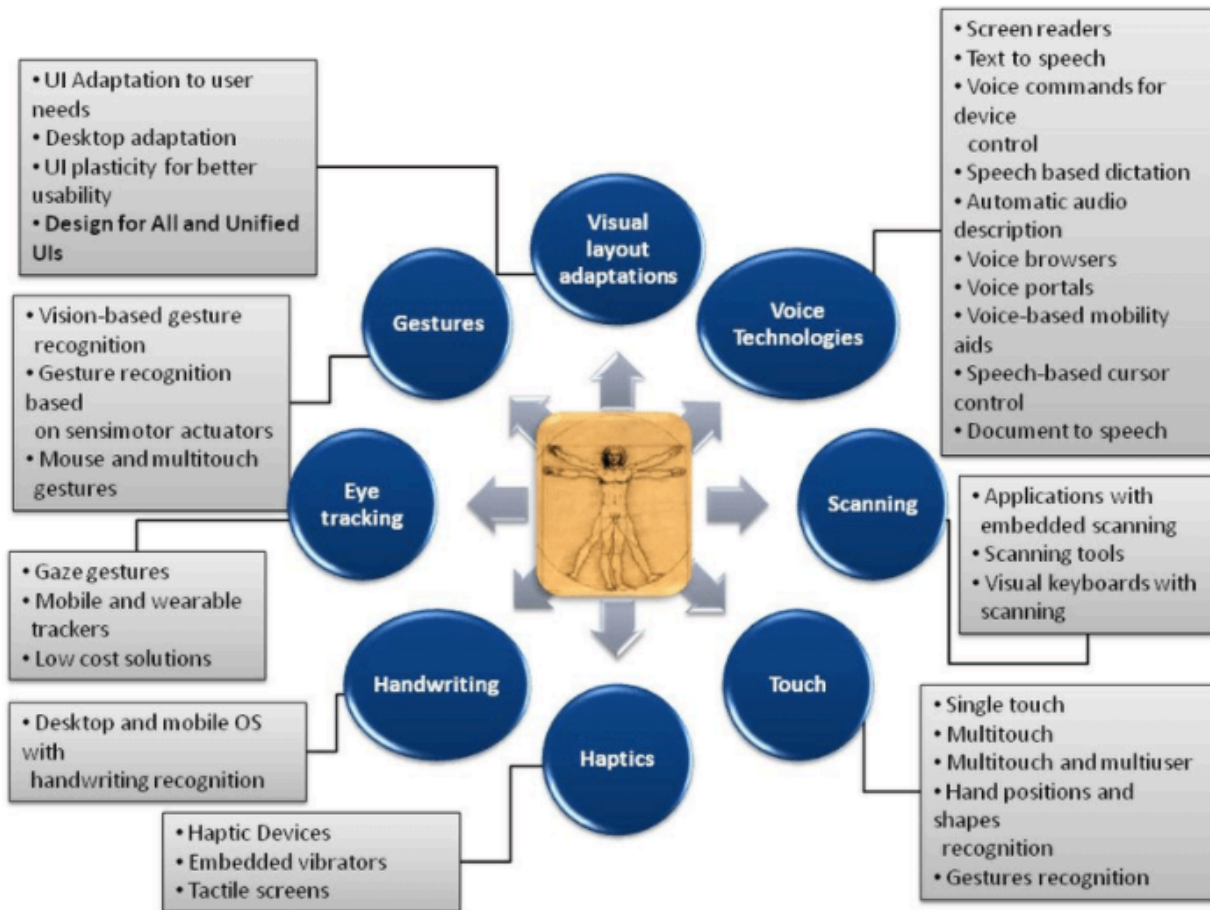 • UI Adaptation to user
needs
• Desktop adaptation
• UI plasticity for better
usability
• Design for All and Unified
UIs
Visual
layout
adaptations
• Screen readers
• Text to speech
• Voice commands for
device
control
• Speech based dictation
• Automatic audio
description
• Voice browsers
• Voice portals
• Voice-based mobility
aids
• Speech-based cursor
control
• Document to speech
Gestures
Voice
Technologies
• Vision-based gesture
recognition
• Gesture recognition
based
on sensimotor actuators
• Mouse and multitouch
gestures
Eye
tracking
Scanning
• Applications with
embedded scanning
• Scanning tools
• Visual keyboards with
scanning
• Gaze gestures
• Mobile and wearable
trackers
• Low cost solutions
Handwriting
Touch
• Desktop and mobile OS
with
handwriting recognition
Haptics
• Single touch
• Multitouch
• Multitouch and multiuser
• Hand positions and
shapes
recognition
• Gestures recognition
• Haptic Devices
• Embedded vibrators
• Tactile screens